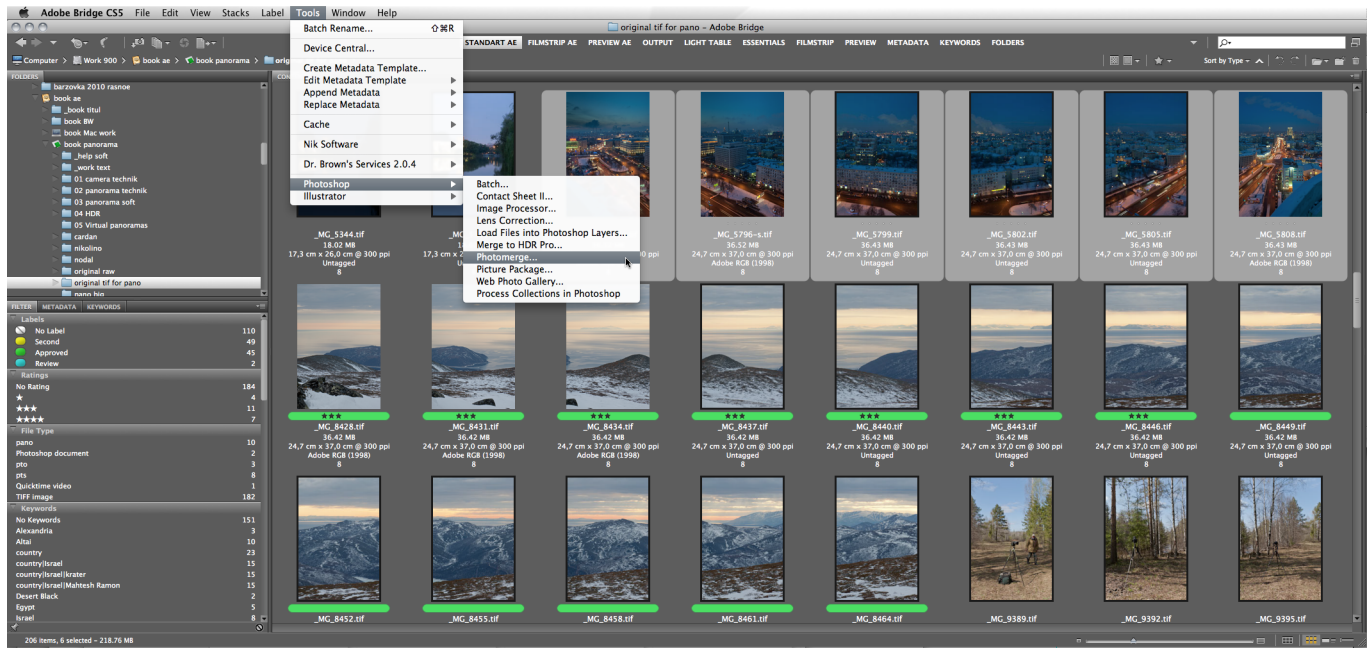 Adobe Bridge CS5 File Edit View Stacks Label Tools Window Help
original tif for pano – Adobe Bridge
STANDART AE FILMSTRIP AE PREVIEW AE OUTPUT LIGHT TABLE ESSENTIALS FILMSTRIP PREVIEW METADATA KEYWORDS FOLDERS
Computer > Work 900 > book ae > book panorama >
Sort by Type
Batch Rename... ⇧⌘R
Device Central...
Create Metadata Template...
Edit Metadata Template
Append Metadata
Replace Metadata
Cache
Nik Software
Dr. Brown's Services 2.0.4
Photoshop
Illustrator
Batch...
Contact Sheet II...
Image Processor...
Lens Correction...
Load Files into Photoshop Layers...
Merge to HDR Pro...
Photomerge...
Picture Package...
Web Photo Gallery...
Process Collections in Photoshop
FOLDERS
barzovka 2010 rasnoe
book ae
_book titul
book BW
book Mac work
book panorama
_help soft
_work text
01 camera technik
02 panorama technik
03 panorama soft
04 HDR
05 Virtual panoramas
cardan
nikolino
nodal
original raw
original tif for pano
pano big
FILTER METADATA KEYWORDS
Labels
No Label 110
Second 49
Approved 45
Review 2
Ratings
No Rating 184
★ 4
★★★ 11
★★★★ 7
File Type
pano 10
Photoshop document 2
pto 3
pts 8
Quicktime video 1
TIFF image 182
Keywords
No Keywords 151
Alexandria 3
Altai 10
country 23
country|Israel 15
country|Israel|krater 15
country|Israel|Mahtesh Ramon 15
Desert Black 2
Egypt 5
Israel 8
206 items, 6 selected – 218.76 MB
_MG_5344.tif
18.02 MB
17,3 cm x 26,0 cm @ 300 ppi
Untagged
8
17,3 cm x
Untagged
8
ppi
8
_MG_5796-s.tif
36.52 MB
24,7 cm x 37,0 cm @ 300 ppi
Adobe RGB (1998)
8
_MG_5799.tif
36.43 MB
24,7 cm x 37,0 cm @ 300 ppi
Untagged
8
_MG_5802.tif
36.43 MB
24,7 cm x 37,0 cm @ 300 ppi
Untagged
8
_MG_5805.tif
36.43 MB
24,7 cm x 37,0 cm @ 300 ppi
Untagged
8
_MG_5808.tif
36.43 MB
24,7 cm x 37,0 cm @ 300 ppi
Adobe RGB (1998)
8
★★★
_MG_8428.tif
36.42 MB
24,7 cm x 37,0 cm @ 300 ppi
Adobe RGB (1998)
8
★★★
_MG_8431.tif
36.42 MB
24,7 cm x 37,0 cm @ 300 ppi
Adobe RGB (1998)
8
★★★
_MG_8434.tif
36.42 MB
24,7 cm x 37,0 cm @ 300 ppi
Untagged
8
★★★
_MG_8437.tif
36.42 MB
24,7 cm x 37,0 cm @ 300 ppi
Untagged
8
★★★
_MG_8440.tif
36.42 MB
24,7 cm x 37,0 cm @ 300 ppi
Untagged
8
★★★
_MG_8443.tif
36.42 MB
24,7 cm x 37,0 cm @ 300 ppi
Untagged
8
★★★
_MG_8446.tif
36.42 MB
24,7 cm x 37,0 cm @ 300 ppi
Untagged
8
_MG_8449.tif
36.42 MB
24,7 cm x 37,0 cm @ 300 ppi
Untagged
8
_MG_8452.tif
_MG_8455.tif
_MG_8458.tif
_MG_8461.tif
_MG_8464.tif
_MG_9389.tif
_MG_9392.tif
_MG_9395.tif